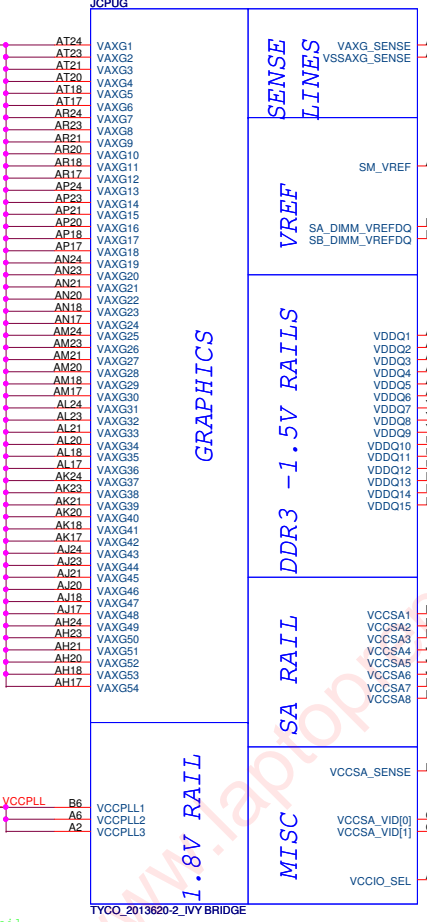 JCPUG
AT24 VAXG1
AT23 VAXG2
AT21 VAXG3
AT20 VAXG4
AT18 VAXG5
AT17 VAXG6
AR24 VAXG7
AR23 VAXG8
AR21 VAXG9
AR20 VAXG10
AR18 VAXG11
AR17 VAXG12
AP24 VAXG13
AP23 VAXG14
AP21 VAXG15
AP20 VAXG16
AP18 VAXG17
AP17 VAXG18
AN24 VAXG19
AN23 VAXG20
AN21 VAXG21
AN20 VAXG22
AN18 VAXG23
AN17 VAXG24
AM24 VAXG25
AM23 VAXG26
AM21 VAXG27
AM20 VAXG28
AM18 VAXG29
AM17 VAXG30
AL24 VAXG31
AL23 VAXG32
AL21 VAXG33
AL20 VAXG34
AL18 VAXG35
AL17 VAXG36
AK24 VAXG37
AK23 VAXG38
AK21 VAXG39
AK20 VAXG40
AK18 VAXG41
AK17 VAXG42
AJ24 VAXG43
AJ23 VAXG44
AJ21 VAXG45
AJ20 VAXG46
AJ18 VAXG47
AJ17 VAXG48
AH24 VAXG49
AH23 VAXG50
AH21 VAXG51
AH20 VAXG52
AH18 VAXG53
AH17 VAXG54
GRAPHICS
VCCPLL B6 VCCPLL1
A6 VCCPLL2
A2 VCCPLL3
1.8V RAIL
SENSE
LINES
VAXG_SENSE
VSSAXG_SENSE
VREF
SM_VREF
SA_DIMM_VREFDQ
SB_DIMM_VREFDQ
DDR3 -1.5V RAILS
VDDQ1
VDDQ2
VDDQ3
VDDQ4
VDDQ5
VDDQ6
VDDQ7
VDDQ8
VDDQ9
VDDQ10
VDDQ11
VDDQ12
VDDQ13
VDDQ14
VDDQ15
SA RAIL
VCCSA1
VCCSA2
VCCSA3
VCCSA4
VCCSA5
VCCSA6
VCCSA7
VCCSA8
MISC
VCCSA_SENSE
VCCSA_VID[0]
VCCSA_VID[1]
VCCIO_SEL
TYCO_2013620-2_IVY BRIDGE
www.laptopr